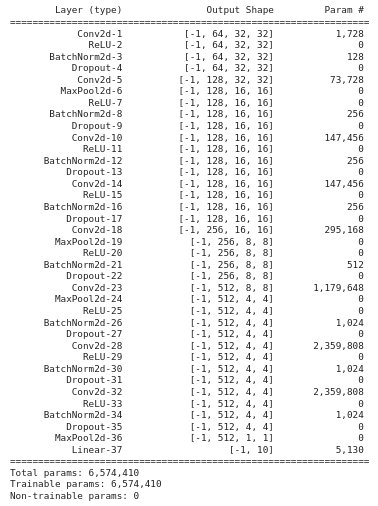 Layer (type) Output Shape Param #
================================================================
Conv2d-1 [-1, 64, 32, 32] 1,728
ReLU-2 [-1, 64, 32, 32] 0
BatchNorm2d-3 [-1, 64, 32, 32] 128
Dropout-4 [-1, 64, 32, 32] 0
Conv2d-5 [-1, 128, 32, 32] 73,728
MaxPool2d-6 [-1, 128, 16, 16] 0
ReLU-7 [-1, 128, 16, 16] 0
BatchNorm2d-8 [-1, 128, 16, 16] 256
Dropout-9 [-1, 128, 16, 16] 0
Conv2d-10 [-1, 128, 16, 16] 147,456
ReLU-11 [-1, 128, 16, 16] 0
BatchNorm2d-12 [-1, 128, 16, 16] 256
Dropout-13 [-1, 128, 16, 16] 0
Conv2d-14 [-1, 128, 16, 16] 147,456
ReLU-15 [-1, 128, 16, 16] 0
BatchNorm2d-16 [-1, 128, 16, 16] 256
Dropout-17 [-1, 128, 16, 16] 0
Conv2d-18 [-1, 256, 16, 16] 295,168
MaxPool2d-19 [-1, 256, 8, 8] 0
ReLU-20 [-1, 256, 8, 8] 0
BatchNorm2d-21 [-1, 256, 8, 8] 512
Dropout-22 [-1, 256, 8, 8] 0
Conv2d-23 [-1, 512, 8, 8] 1,179,648
MaxPool2d-24 [-1, 512, 4, 4] 0
ReLU-25 [-1, 512, 4, 4] 0
BatchNorm2d-26 [-1, 512, 4, 4] 1,024
Dropout-27 [-1, 512, 4, 4] 0
Conv2d-28 [-1, 512, 4, 4] 2,359,808
ReLU-29 [-1, 512, 4, 4] 0
BatchNorm2d-30 [-1, 512, 4, 4] 1,024
Dropout-31 [-1, 512, 4, 4] 0
Conv2d-32 [-1, 512, 4, 4] 2,359,808
ReLU-33 [-1, 512, 4, 4] 0
BatchNorm2d-34 [-1, 512, 4, 4] 1,024
Dropout-35 [-1, 512, 4, 4] 0
MaxPool2d-36 [-1, 512, 1, 1] 0
Linear-37 [-1, 10] 5,130
================================================================
Total params: 6,574,410
Trainable params: 6,574,410
Non-trainable params: 0